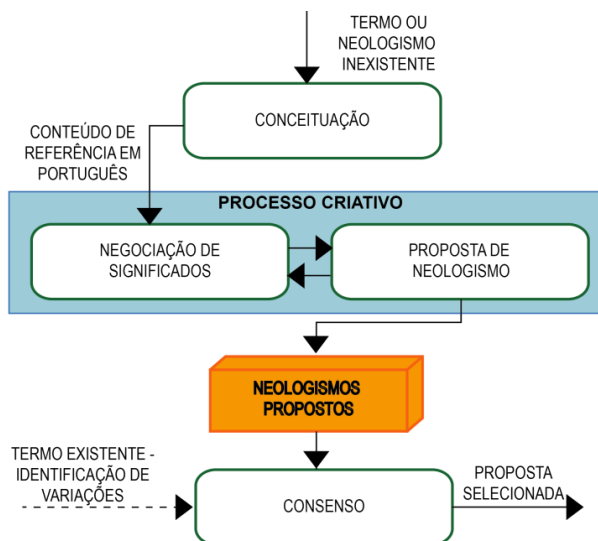 TERMO OU
NEOLOGISMO
INEXISTENTE
CONCEITUAÇÃO
CONTEÚDO DE
REFERÊNCIA EM
PORTUGUÊS
PROCESSO CRIATIVO
NEGOCIAÇÃO DE
SIGNIFICADOS
PROPOSTA DE
NEOLOGISMO
NEOLOGISMOS
PROPOSTOS
TERMO EXISTENTE -
IDENTIFICAÇÃO DE
VARIAÇÕES
CONSENSO
PROPOSTA
SELECIONADA